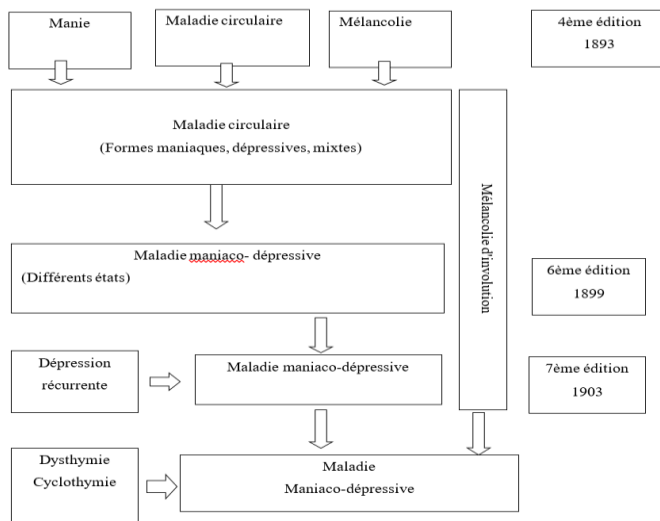 Manie
Maladie circulaire
Mélancolie
4ème édition
1893
Maladie circulaire
(Formes maniaques, dépressives, mixtes)
Mélancolie d'involution
Maladie maniaco- dépressive
(Différents états)
6ème édition
1899
Dépression
récurrente
Maladie maniaco-dépressive
7ème édition
1903
Dysthymie
Cyclothymie
Maladie
Maniaco-dépressive